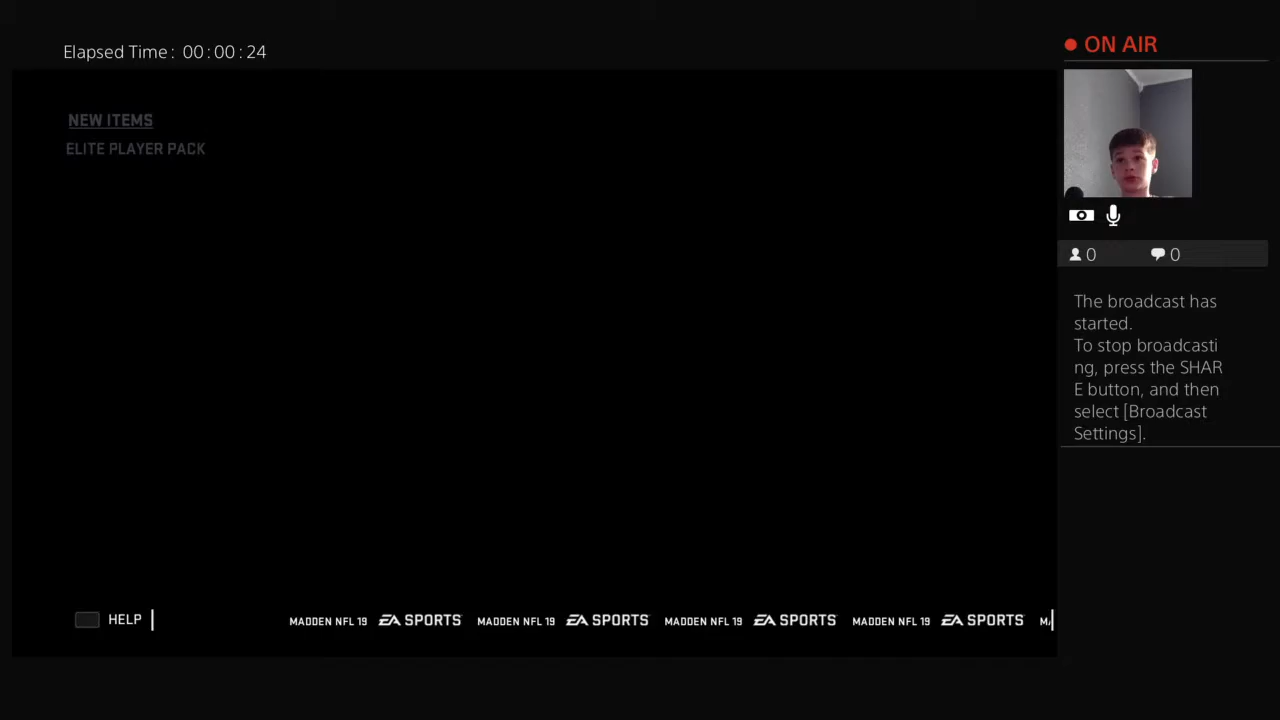 Elapsed Time: 00:00:24
ON AIR
NEW ITEMS
ELITE PLAYER PACK
0 0
The broadcast has
started.
To stop broadcasti
ng, press the SHAR
E button, and then
select [Broadcast
Settings].
HELP
MADDEN NFL 19 EA SPORTS MADDEN NFL 19 EA SPORTS MADDEN NFL 19 EA SPORTS MADDEN NFL 19 EA SPORTS